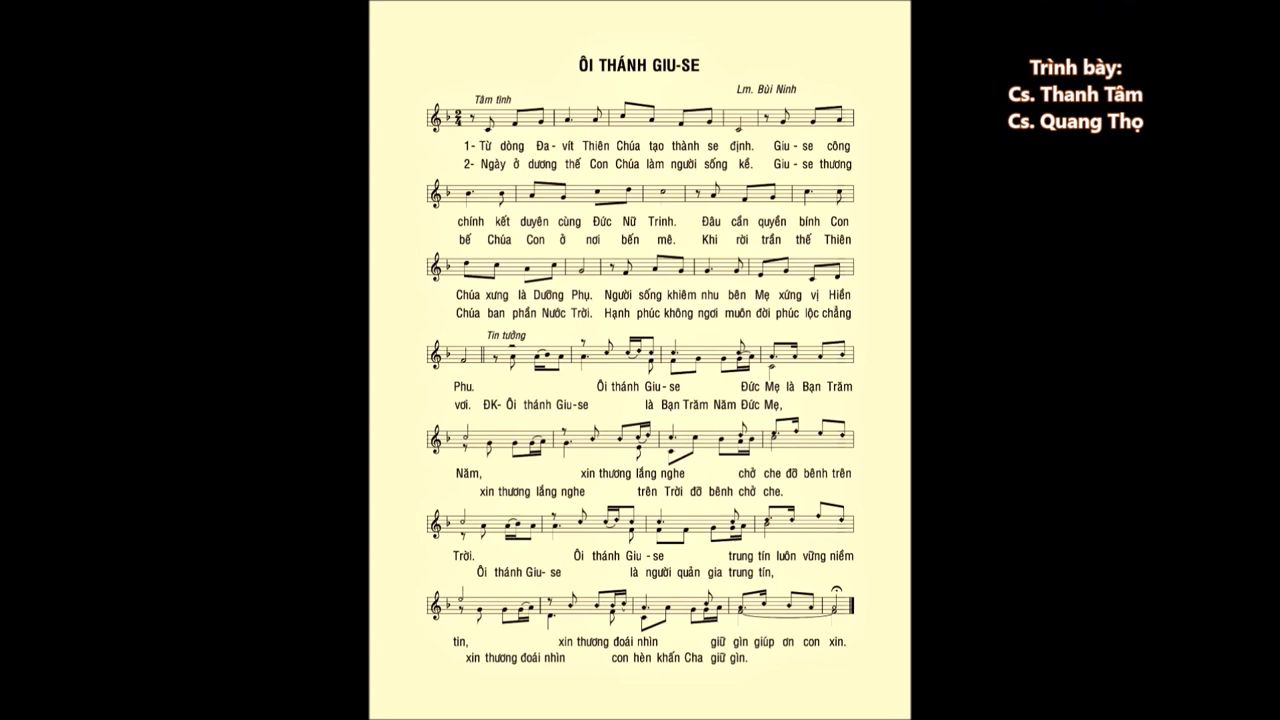 ÔI THÁNH GIU-SE
Lm. Bùi Ninh
Tâm tình
2
4
1- Từ dòng Đa - vít Thiên Chúa tạo thành se định. Giu - se công
2- Ngày ở dương thế Con Chúa làm người sống kề. Giu - se thương
chính kết duyên cùng Đức Nữ Trinh. Đâu cần quyền bính Con
bế Chúa Con ở nơi bến mê. Khi rời trần thế Thiên
Chúa xưng là Dưỡng Phụ. Người sống khiêm nhu bên Mẹ xứng vị Hiền
Chúa ban phần Nước Trời. Hạnh phúc không ngơi muôn đời phúc lộc chẳng
Tin tưởng
Phu. Ôi thánh Giu - se Đức Mẹ là Bạn Trăm
vơi. ĐK- Ôi thánh Giu - se là Bạn Trăm Năm Đức Mẹ,
Năm, xin thương lắng nghe chở che đỡ bênh trên
xin thương lắng nghe trên Trời đỡ bênh chở che.
Trời. Ôi thánh Giu - se trung tín luôn vững niềm
Ôi thánh Giu - se là người quản gia trung tín,
tin, xin thương đoái nhìn giữ gìn giúp ơn con xin.
xin thương đoái nhìn con hèn khấn Cha giữ gìn.
Trình bày:
Cs. Thanh Tâm
Cs. Quang Thọ